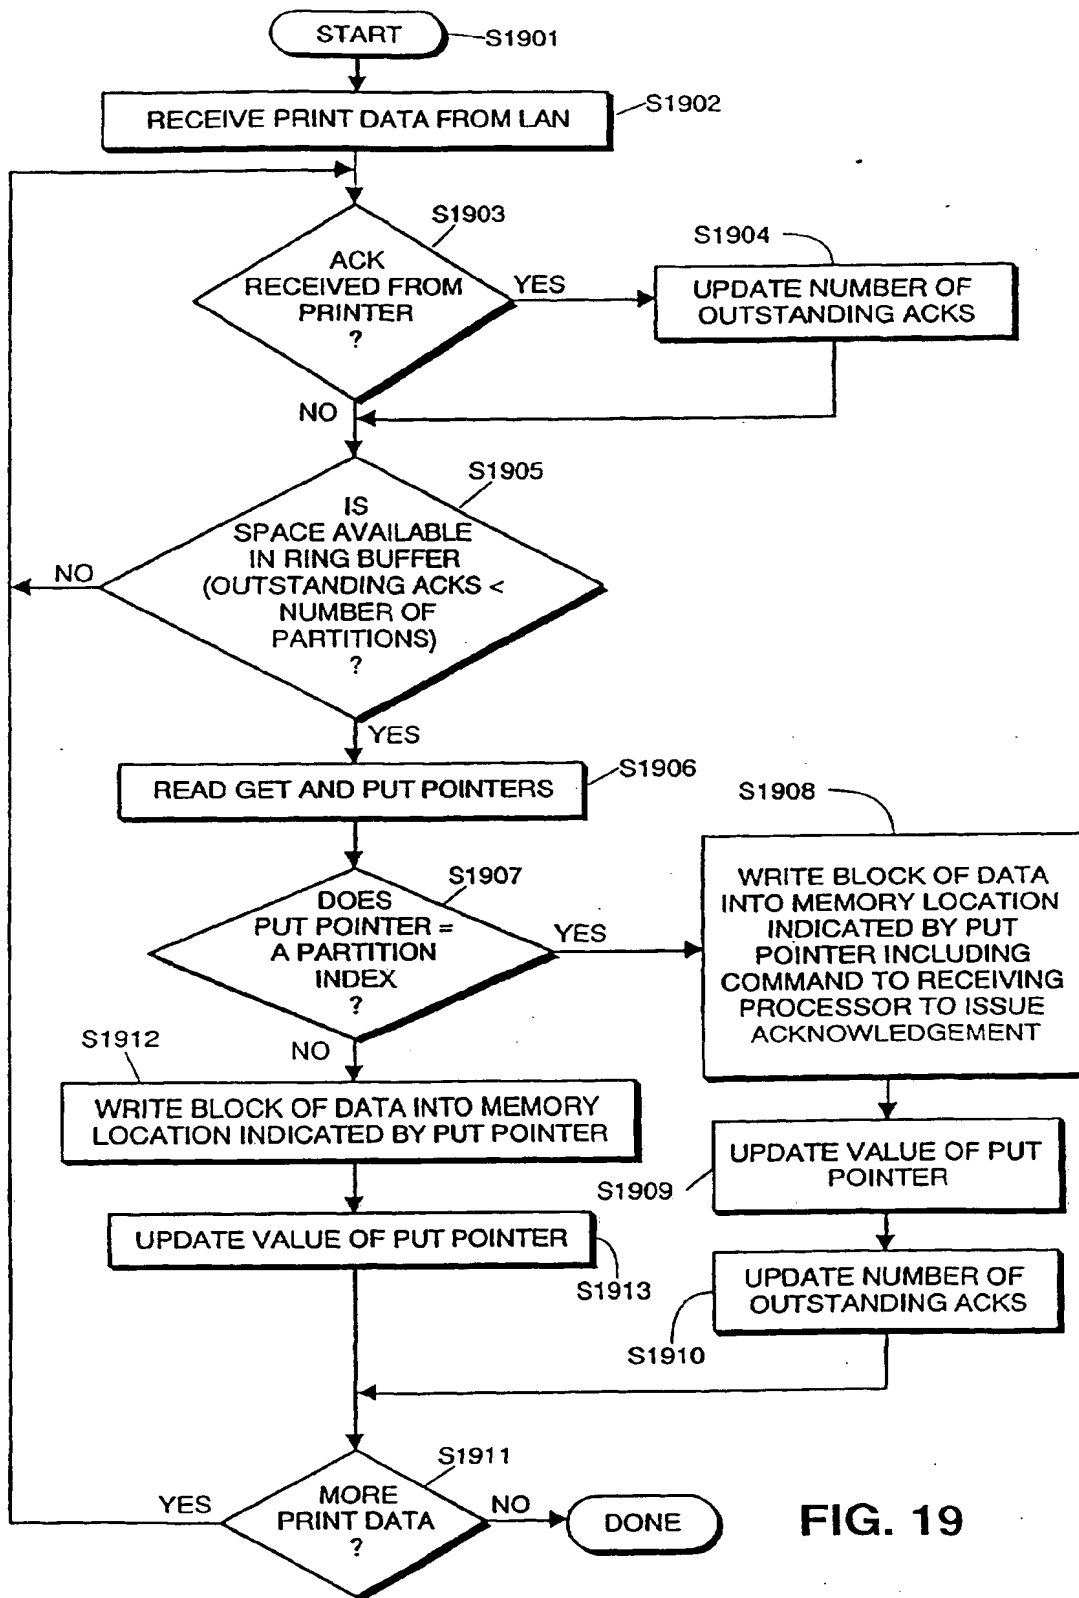 START
S1901
RECEIVE PRINT DATA FROM LAN
S1902
S1903
ACK
RECEIVED FROM
PRINTER
?
YES
S1904
UPDATE NUMBER OF
OUTSTANDING ACKS
NO
S1905
IS
SPACE AVAILABLE
IN RING BUFFER
(OUTSTANDING ACKS <
NUMBER OF
PARTITIONS)
?
NO
YES
READ GET AND PUT POINTERS
S1906
S1907
DOES
PUT POINTER =
A PARTITION
INDEX
?
YES
S1908
WRITE BLOCK OF DATA
INTO MEMORY LOCATION
INDICATED BY PUT
POINTER INCLUDING
COMMAND TO RECEIVING
PROCESSOR TO ISSUE
ACKNOWLEDGEMENT
NO
S1912
WRITE BLOCK OF DATA INTO MEMORY
LOCATION INDICATED BY PUT POINTER
S1909
UPDATE VALUE OF PUT
POINTER
UPDATE VALUE OF PUT POINTER
S1913
UPDATE NUMBER OF
OUTSTANDING ACKS
S1910
S1911
MORE
PRINT DATA
?
YES
NO
DONE
FIG. 19